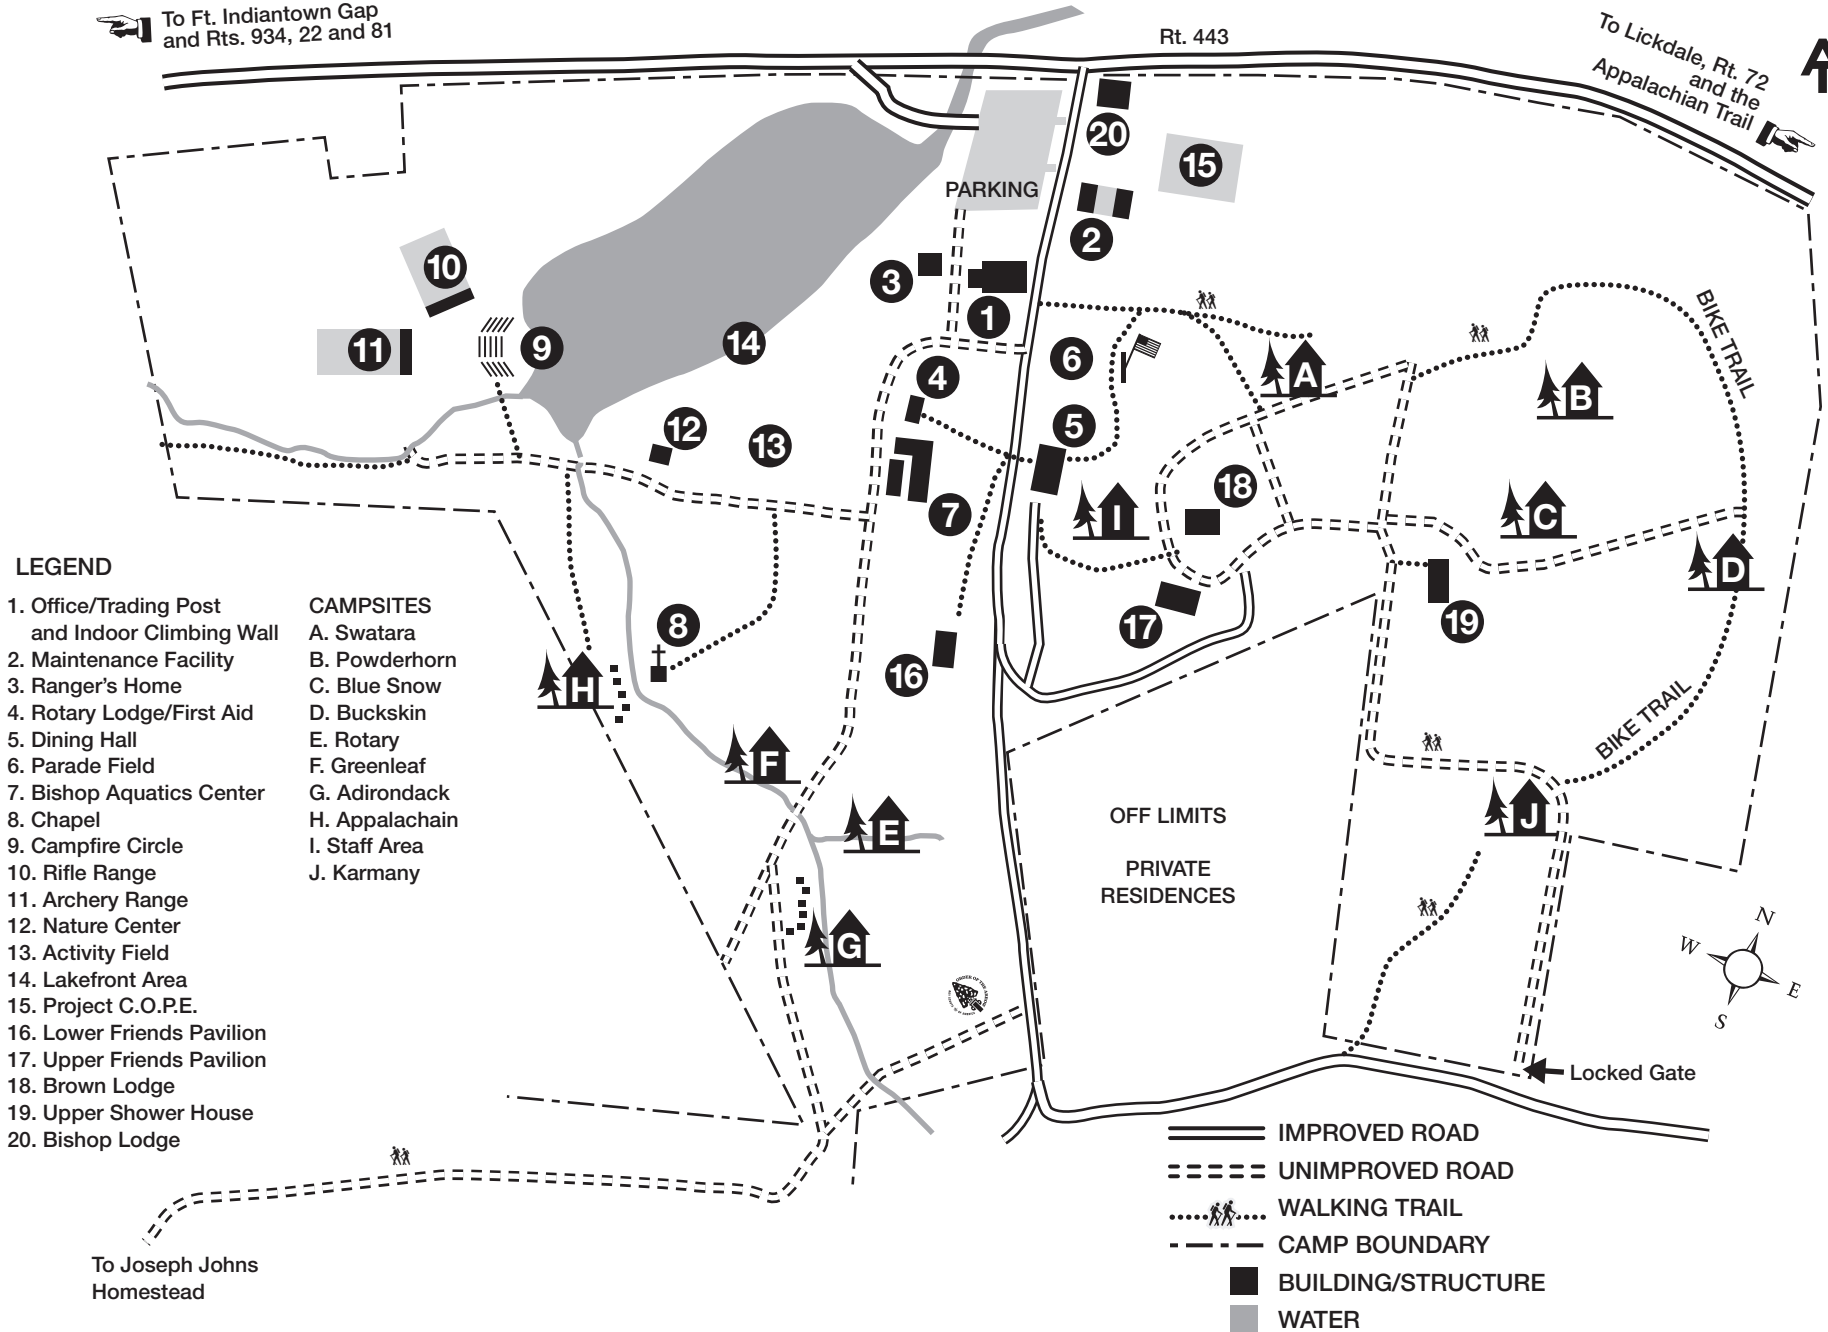 To Ft. Indiantown Gap
and Rts. 934, 22 and 81
Rt. 443
To Lickdale, Rt. 72
and the
Appalachian Trail
PARKING
20
15
2
3
1
10
11
9
14
6
4
5
12
13
7
18
17
16
8
19
A
B
C
D
E
F
G
H
I
J
BIKE TRAIL
BIKE TRAIL
OFF LIMITS
PRIVATE
RESIDENCES
N
W
E
S
Locked Gate
To Joseph Johns
Homestead
LEGEND
1. Office/Trading Post
and Indoor Climbing Wall
2. Maintenance Facility
3. Ranger's Home
4. Rotary Lodge/First Aid
5. Dining Hall
6. Parade Field
7. Bishop Aquatics Center
8. Chapel
9. Campfire Circle
10. Rifle Range
11. Archery Range
12. Nature Center
13. Activity Field
14. Lakefront Area
15. Project C.O.P.E.
16. Lower Friends Pavilion
17. Upper Friends Pavilion
18. Brown Lodge
19. Upper Shower House
20. Bishop Lodge
CAMPSITES
A. Swatara
B. Powderhorn
C. Blue Snow
D. Buckskin
E. Rotary
F. Greenleaf
G. Adirondack
H. Appalachain
I. Staff Area
J. Karmany
IMPROVED ROAD
UNIMPROVED ROAD
WALKING TRAIL
CAMP BOUNDARY
BUILDING/STRUCTURE
WATER